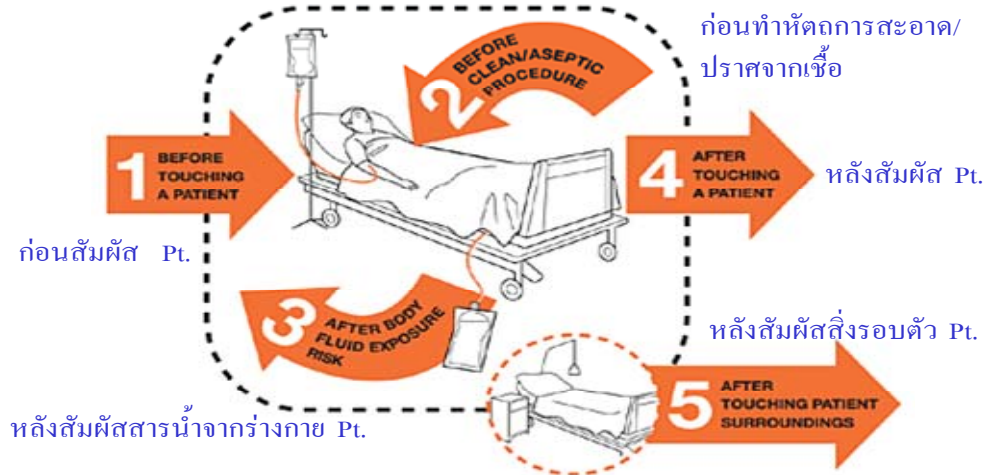 1
BEFORE
TOUCHING
A PATIENT
ก่อนสัมผัส Pt.
2
BEFORE
CLEAN/ASEPTIC
PROCEDURE
ก่อนทำหัตถการสะอาด/
ปราศจากเชื้อ
3
AFTER BODY
FLUID EXPOSURE
RISK
หลังสัมผัสสารน้ำจากร่างกาย Pt.
4
AFTER
TOUCHING
A PATIENT
หลังสัมผัส Pt.
5
AFTER
TOUCHING PATIENT
SURROUNDINGS
หลังสัมผัสสิ่งรอบตัว Pt.